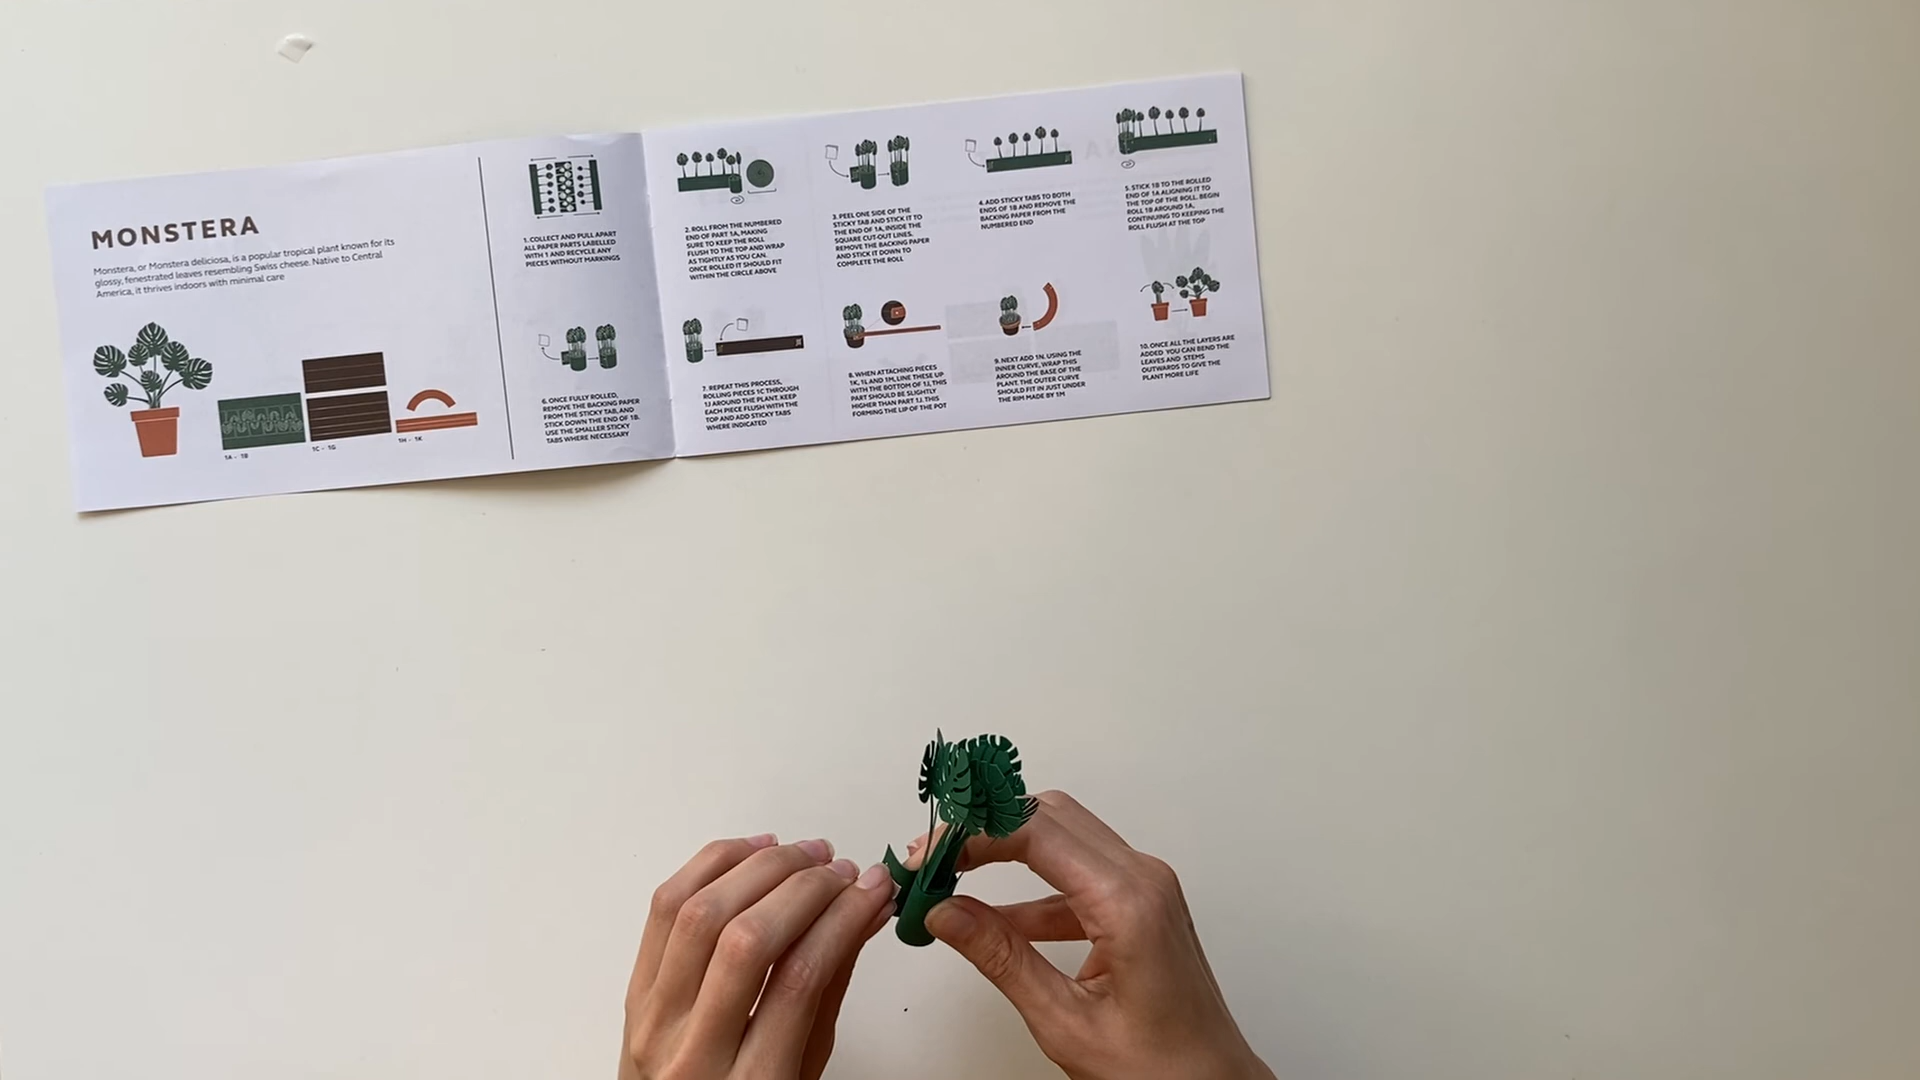 MONSTERA
Monstera, or Monstera deliciosa, is a popular tropical plant known for its
glossy, fenestrated leaves resembling Swiss cheese. Native to Central
America, it thrives indoors with minimal care
1A - 1B
1C - 1G
1H - 1K
1. COLLECT AND PULL APART
ALL PAPER PARTS LABELLED
WITH 1 AND RECYCLE ANY
PIECES WITHOUT MARKINGS
2. ROLL FROM THE NUMBERED
END OF PART 1A, MAKING
SURE TO KEEP THE ROLL
FLUSH TO THE TOP AND WRAP
AS TIGHTLY AS YOU CAN.
ONCE ROLLED IT SHOULD FIT
WITHIN THE CIRCLE ABOVE
3. PEEL ONE SIDE OF THE
STICKY TAB AND STICK IT TO
THE END OF 1A, INSIDE THE
SQUARE CUT-OUT LINES.
REMOVE THE BACKING PAPER
AND STICK IT DOWN TO
COMPLETE THE ROLL
4. ADD STICKY TABS TO BOTH
ENDS OF 1B AND REMOVE THE
BACKING PAPER FROM THE
NUMBERED END
5. STICK 1B TO THE ROLLED
END OF 1A ALIGNING IT TO
THE TOP OF THE ROLL. BEGIN
ROLL 1B AROUND 1A,
CONTINUING TO KEEPING THE
ROLL FLUSH AT THE TOP
6. ONCE FULLY ROLLED,
REMOVE THE BACKING PAPER
FROM THE STICKY TAB, AND
STICK DOWN THE END OF 1B.
USE THE SMALLER STICKY
TABS WHERE NECESSARY
7. REPEAT THIS PROCESS,
ROLLING PIECES 1C THROUGH
1J AROUND THE PLANT. KEEP
EACH PIECE FLUSH WITH THE
TOP AND ADD STICKY TABS
WHERE INDICATED
8. WHEN ATTACHING PIECES
1K, 1L AND 1M, LINE THESE UP
WITH THE BOTTOM OF 1J, THIS
PART SHOULD BE SLIGHTLY
HIGHER THAN PART 1J. THIS
FORMING THE LIP OF THE POT
9. NEXT ADD 1N, USING THE
INNER CURVE, WRAP THIS
AROUND THE BASE OF THE
PLANT. THE OUTER CURVE
SHOULD FIT IN JUST UNDER
THE RIM MADE BY 1M
10. ONCE ALL THE LAYERS ARE
ADDED YOU CAN BEND THE
LEAVES AND STEMS
OUTWARDS TO GIVE THE
PLANT MORE LIFE